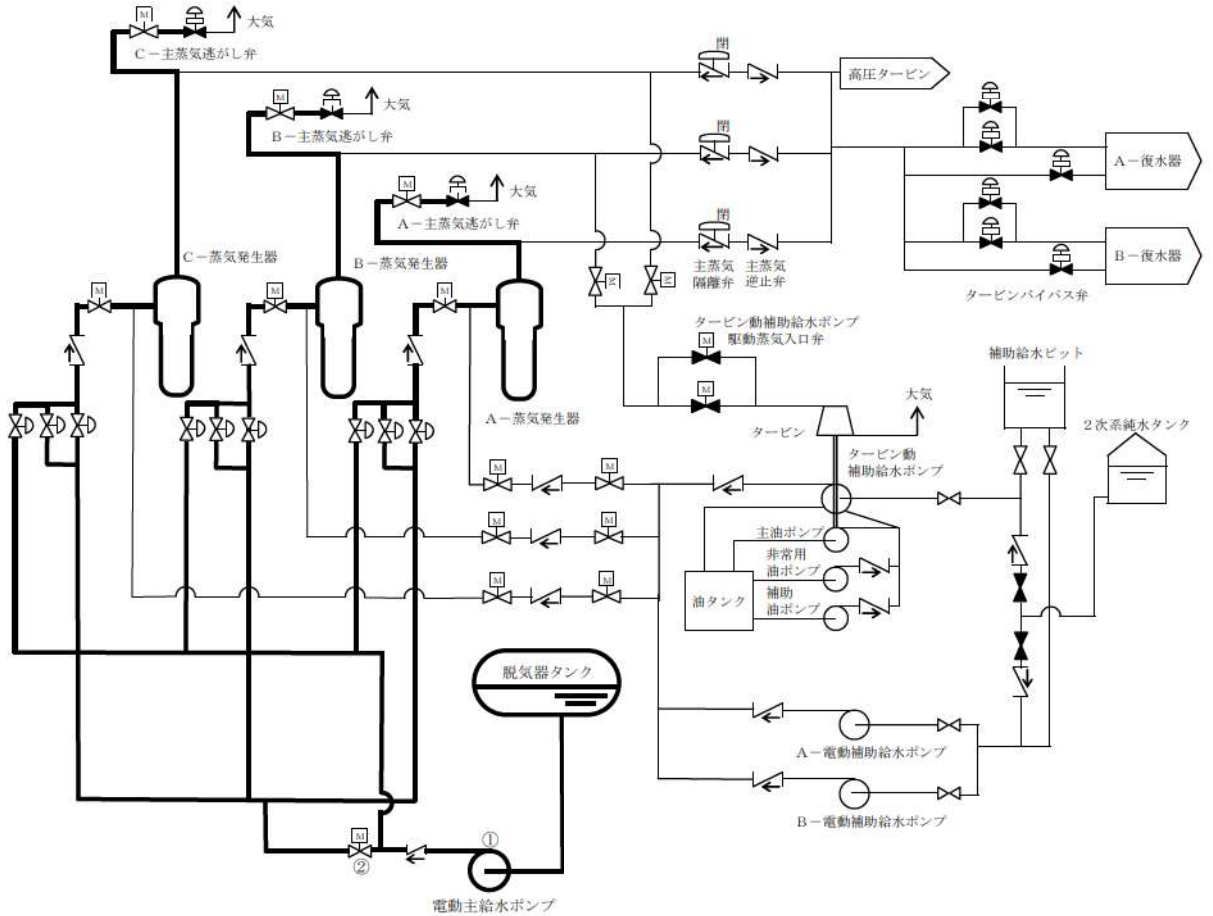 M
大気
C-主蒸気逃がし弁
M
大気
B-主蒸気逃がし弁
M
大気
A-主蒸気逃がし弁
閉
高圧タービン
閉
A-復水器
閉
B-復水器
主蒸気
隔離弁
主蒸気
逆止弁
タービンバイパス弁
C-蒸気発生器
B-蒸気発生器
M
M
M
M
M
A-蒸気発生器
タービン動補助給水ポンプ
駆動蒸気入口弁
M
M
大気
タービン
タービン動
補助給水ポンプ
補助給水ピット
2次系純水タンク
M
M
M
M
M
M
主油ポンプ
非常用
油ポンプ
補助
油ポンプ
油タンク
脱気器タンク
A-電動補助給水ポンプ
B-電動補助給水ポンプ
M
②
①
電動主給水ポンプ